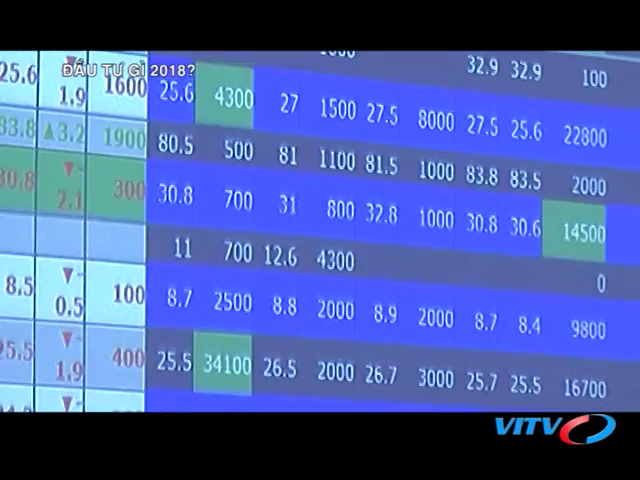 1000 32.9 32.9 100
ĐẦU TƯ GÌ 2018?
25.6 1.9 1600 25.6 4300 27 1500 27.5 8000 27.5 25.6 22800
83.8 ▲3.2 1900 80.5 500 81 1100 81.5 1000 83.8 83.5 2000
30.8 ▼ 2.1 300 30.8 700 31 800 32.8 1000 30.8 30.6 14500
11 700 12.6 4300 0
8.5 ▼ 0.5 100 8.7 2500 8.8 2000 8.9 2000 8.7 8.4 9800
25.5 ▼ 1.9 400 25.5 34100 26.5 2000 26.7 3000 25.7 25.5 16700
VITV